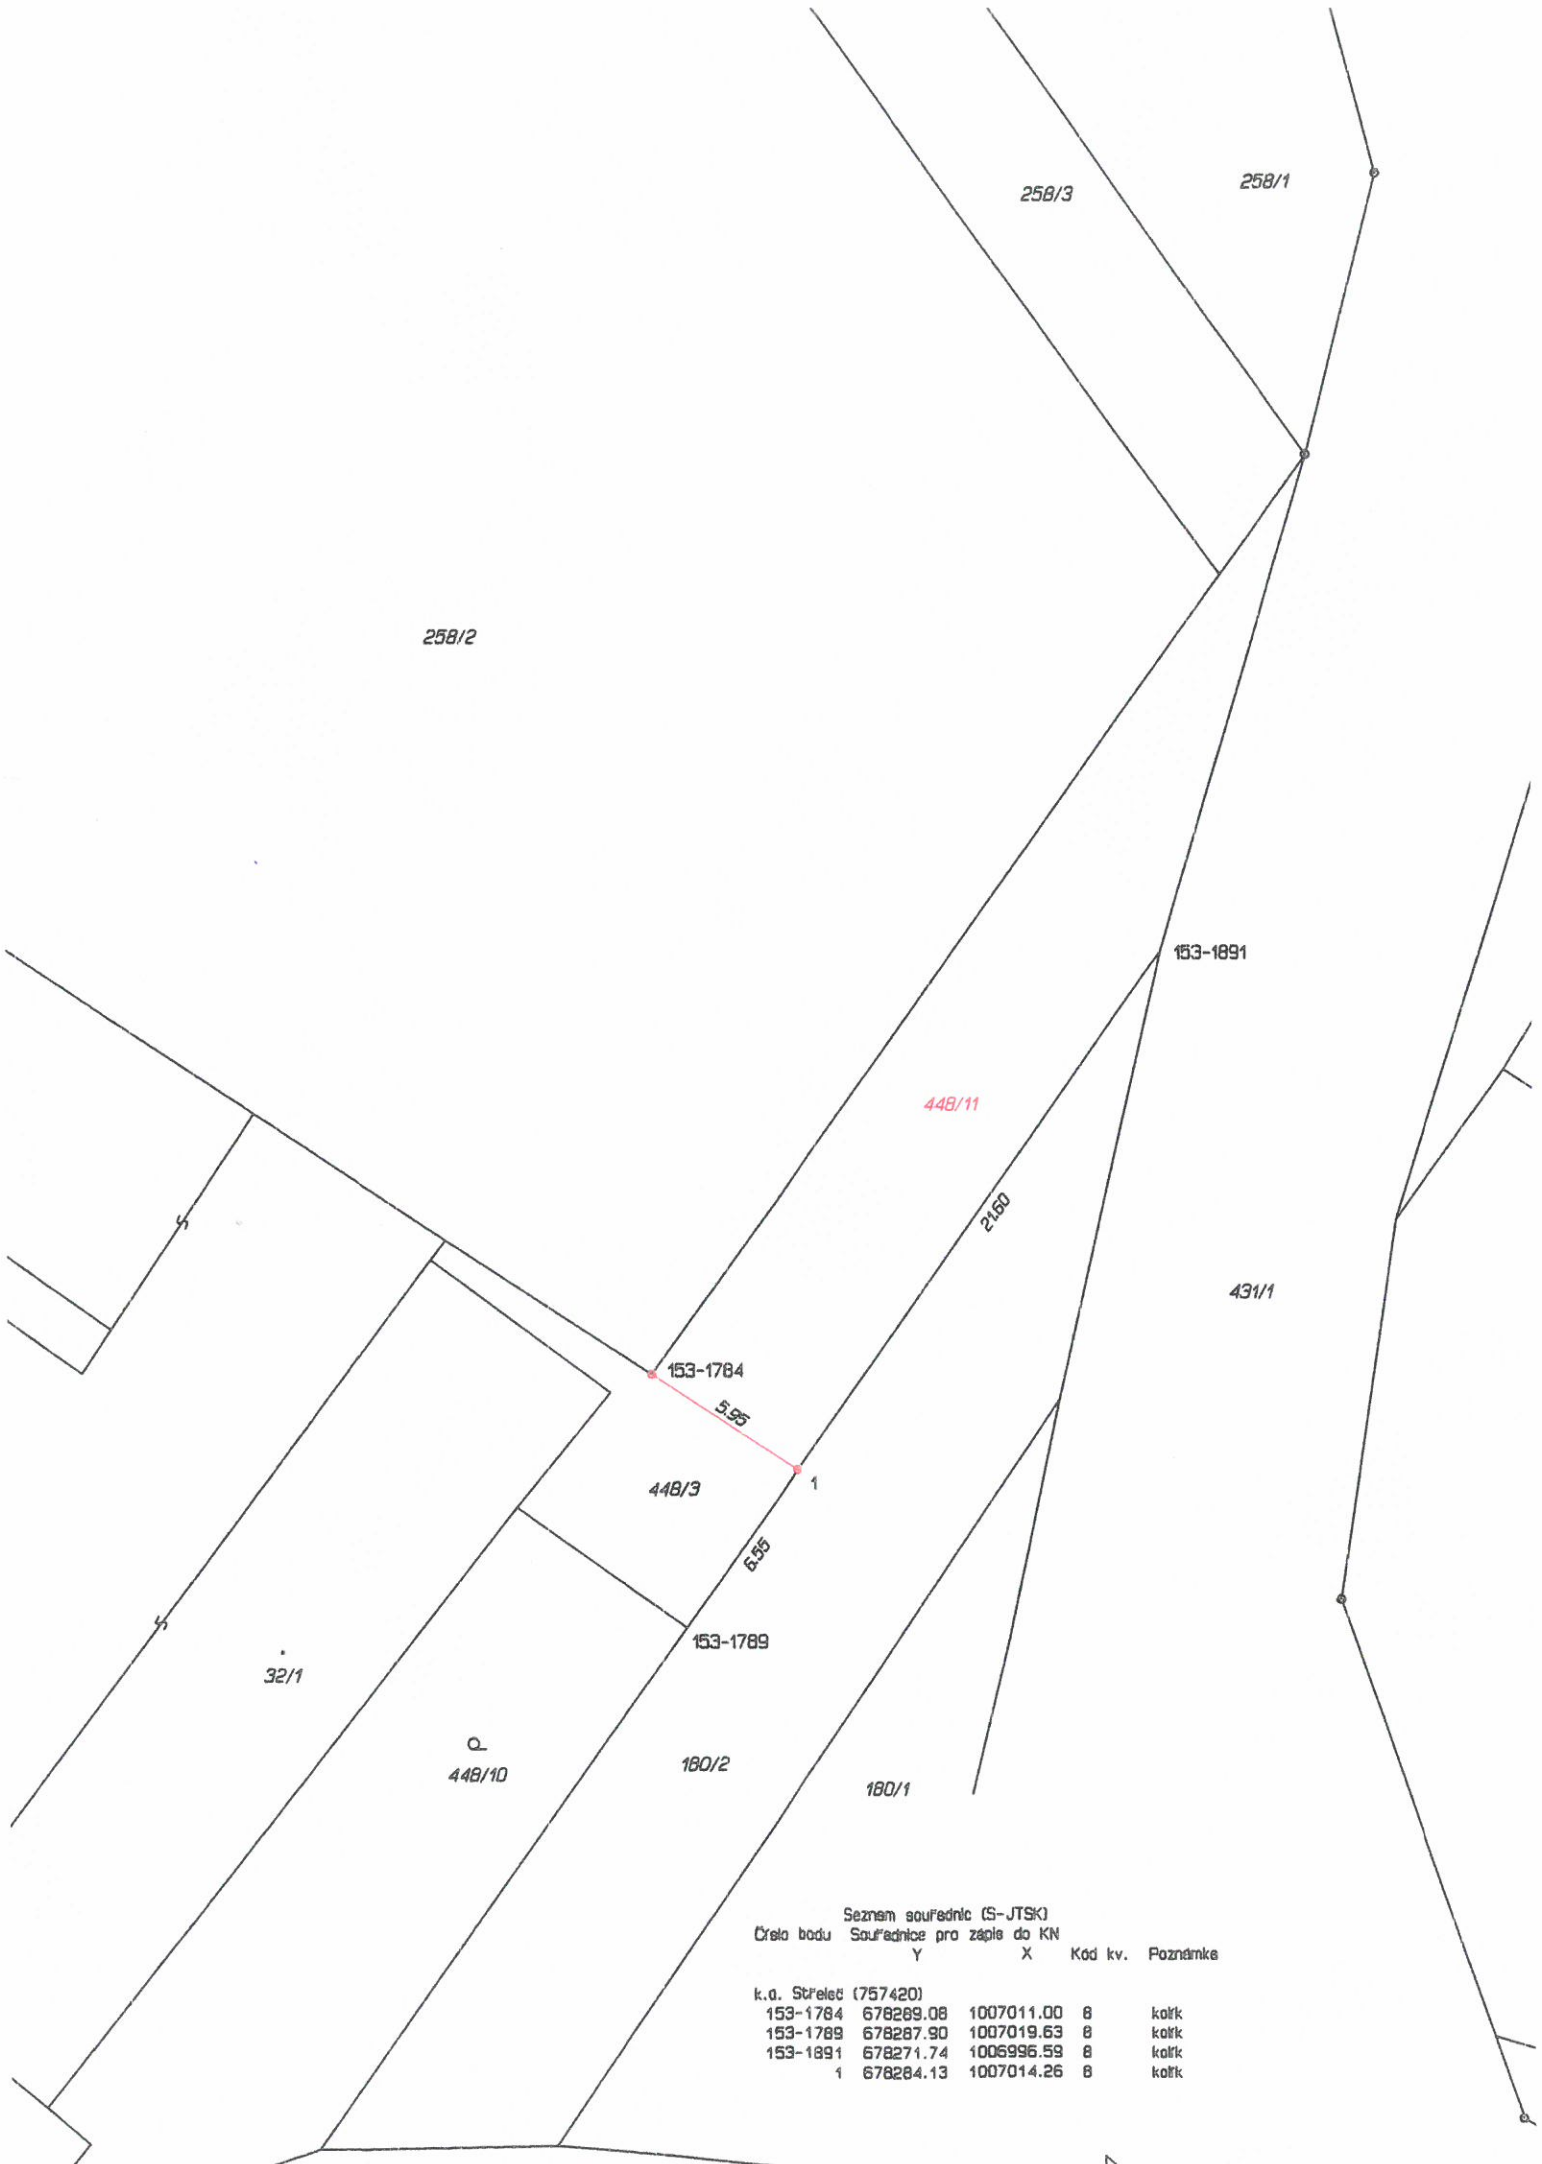 258/3
258/1
258/2
153-1891
448/11
21.60
431/1
153-1784
5.95
1
448/3
6.55
153-1789
32/1
448/10
180/2
180/1
Seznam souřadnic (S-JTSK)
Číslo bodu Souřadnice pro zápis do KN
Y X Kód kv. Poznámka
k.ú. Střeleč (757420)
153-1784 678289.08 1007011.00 8 kolík
153-1789 678287.90 1007019.63 8 kolík
153-1891 678271.74 1006996.59 8 kolík
1 678284.13 1007014.26 8 kolík